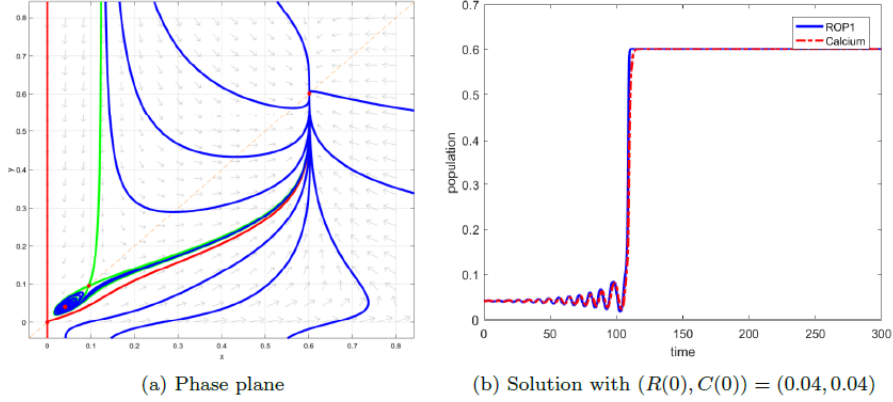 0.8
0.7
0.6
0.5
0.4
0.3
0.2
0.1
0
y
0 0.1 0.2 0.3 0.4 0.5 0.6 0.7 0.8
x
(a) Phase plane
0.7
0.6
0.5
0.4
0.3
0.2
0.1
0
population
0 50 100 150 200 250 300
time
ROP1
Calcium
(b) Solution with (R(0), C(0)) = (0.04, 0.04)